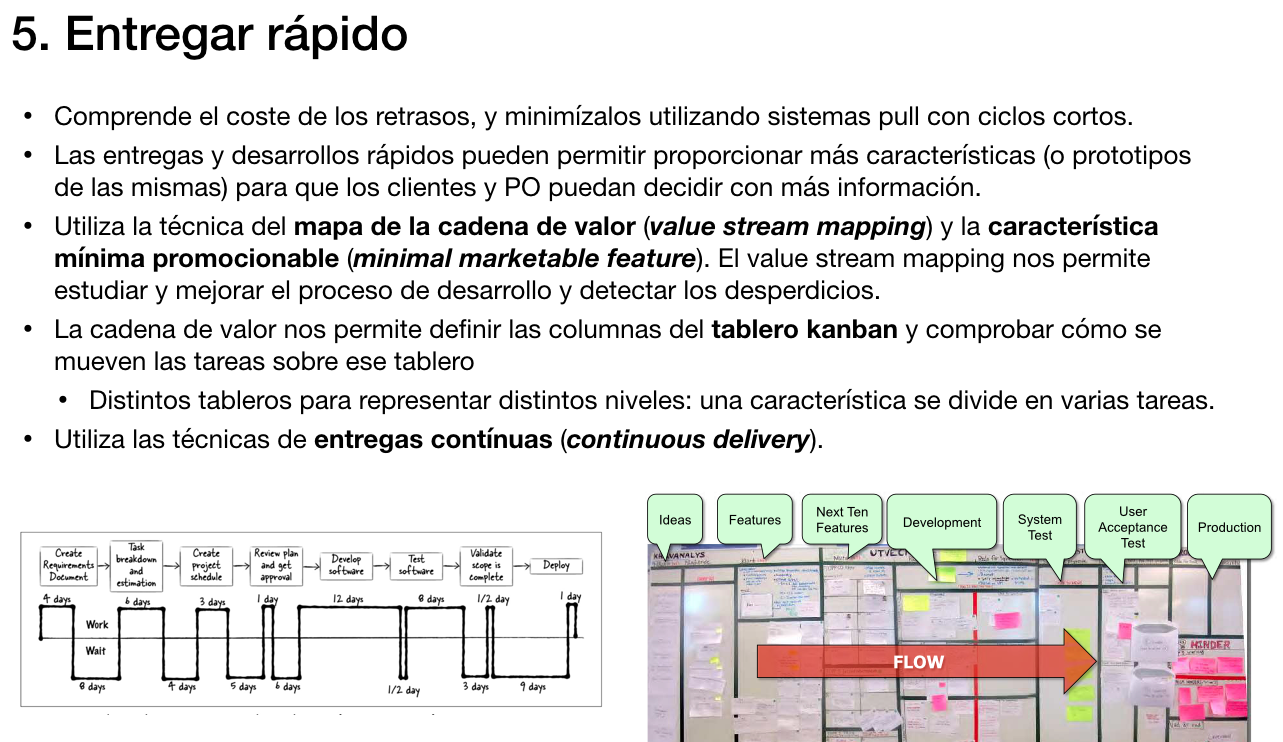 5. Entregar rápido
• Comprende el coste de los retrasos, y minimízalos utilizando sistemas pull con ciclos cortos.
• Las entregas y desarrollos rápidos pueden permitir proporcionar más características (o prototipos
de las mismas) para que los clientes y PO puedan decidir con más información.
• Utiliza la técnica del mapa de la cadena de valor (value stream mapping) y la característica
mínima promocionable (minimal marketable feature). El value stream mapping nos permite
estudiar y mejorar el proceso de desarrollo y detectar los desperdicios.
• La cadena de valor nos permite definir las columnas del tablero kanban y comprobar cómo se
mueven las tareas sobre ese tablero
• Distintos tableros para representar distintos niveles: una característica se divide en varias tareas.
• Utiliza las técnicas de entregas contínuas (continuous delivery).
Create
Requirements
Document
Task
breakdown
and
estimation
Create
project
schedule
Review plan
and get
approval
Develop
software
Test
software
Validate
scope is
complete
Deploy
4 days
6 days
3 days
1 day
12 days
8 days
1/2 day
1 day
Work
Wait
8 days
4 days
5 days
6 days
1/2 day
3 days
9 days
Ideas
Features
Next Ten
Features
Development
System
Test
User
Acceptance
Test
Production
UTVECK
HINDER
FLOW